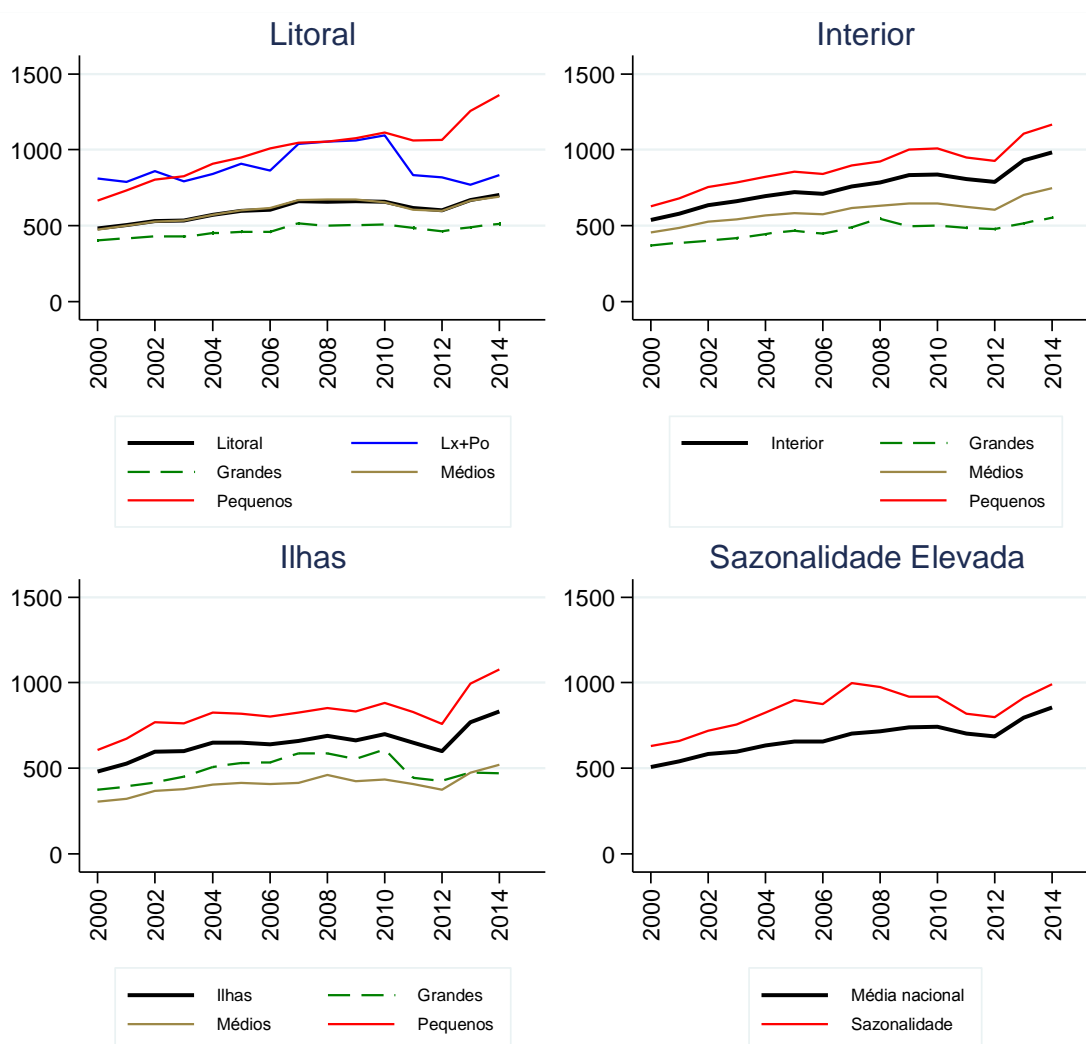 Litoral
1500
1000
500
0
2000
2002
2004
2006
2008
2010
2012
2014
Litoral
Lx+Po
Grandes
Médios
Pequenos
Interior
1500
1000
500
0
2000
2002
2004
2006
2008
2010
2012
2014
Interior
Grandes
Médios
Pequenos
Ilhas
1500
1000
500
0
2000
2002
2004
2006
2008
2010
2012
2014
Ilhas
Grandes
Médios
Pequenos
Sazonalidade Elevada
1500
1000
500
0
2000
2002
2004
2006
2008
2010
2012
2014
Média nacional
Sazonalidade